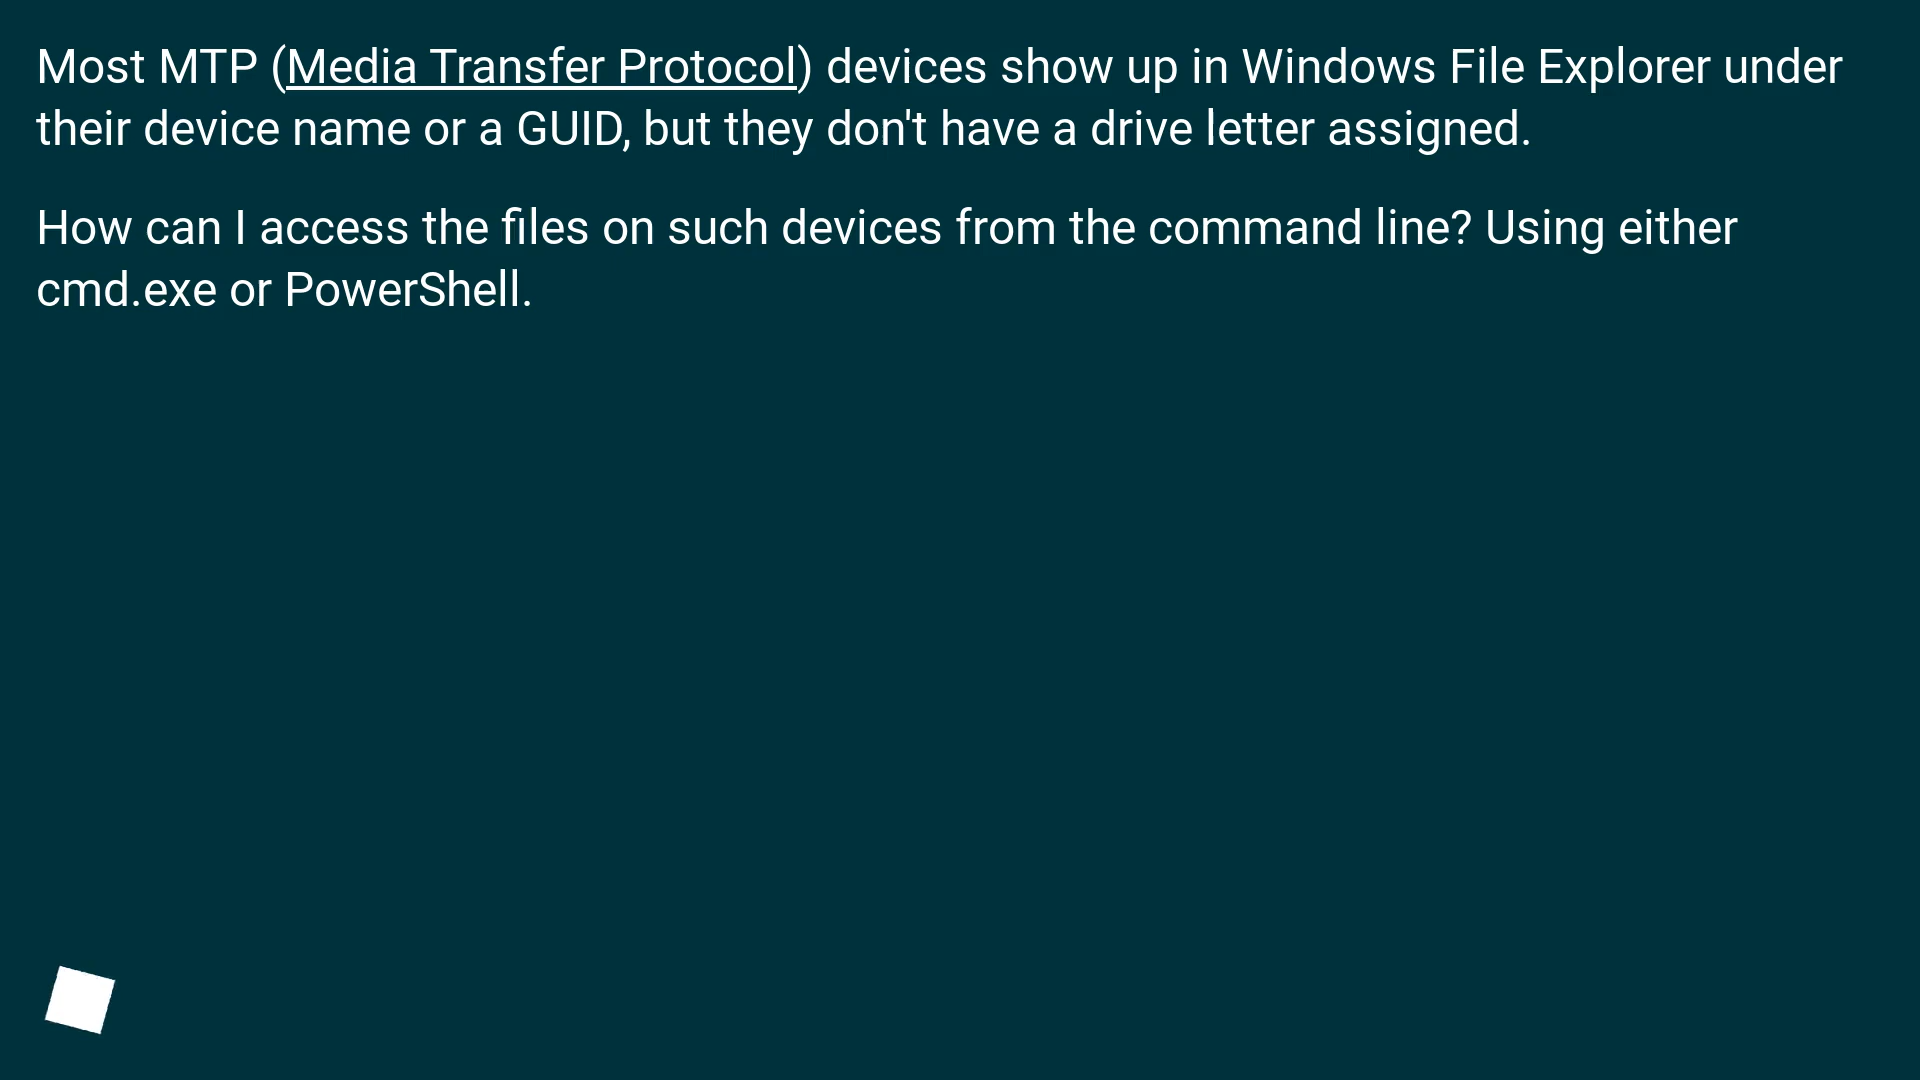 Most MTP (Media Transfer Protocol) devices show up in Windows File Explorer under
their device name or a GUID, but they don't have a drive letter assigned.
How can I access the files on such devices from the command line? Using either
cmd.exe or PowerShell.